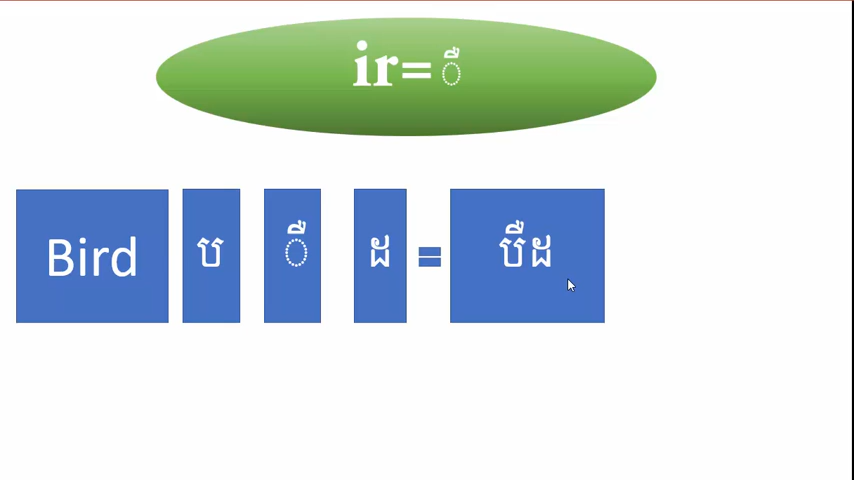 ir= ឺ
Bird ប ឺ ដ = បឺដ